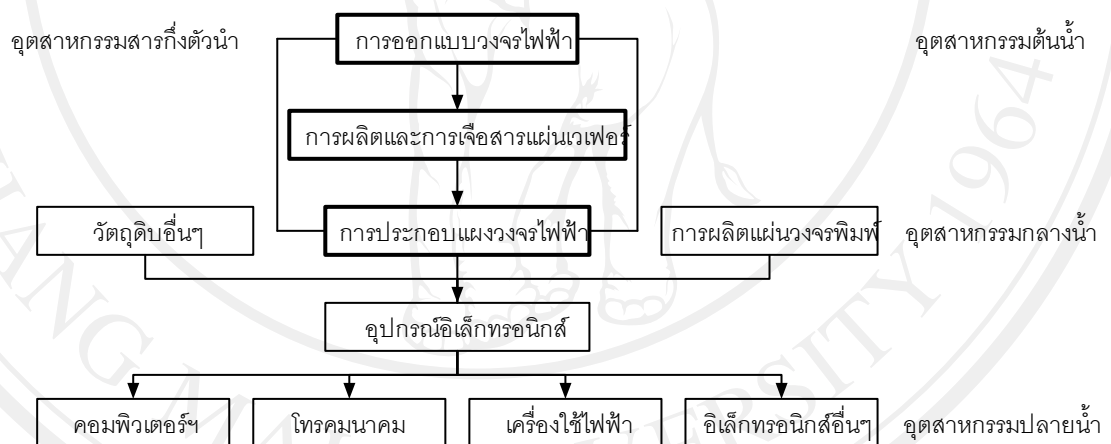 อุตสาหกรรมสารกึ่งตัวนำ การออกแบบวงจรไฟฟ้า อุตสาหกรรมต้นน้ำ
การผลิตและการเจือสารแผ่นเวเฟอร์
วัตถุดิบอื่นๆ การประกอบแผงวงจรไฟฟ้า การผลิตแผ่นวงจรพิมพ์ อุตสาหกรรมกลางน้ำ
อุปกรณ์อิเล็กทรอนิกส์
คอมพิวเตอร์ฯ โทรคมนาคม เครื่องใช้ไฟฟ้า อิเล็กทรอนิกส์อื่นๆ อุตสาหกรรมปลายน้ำ
UNIVERSITY 1964